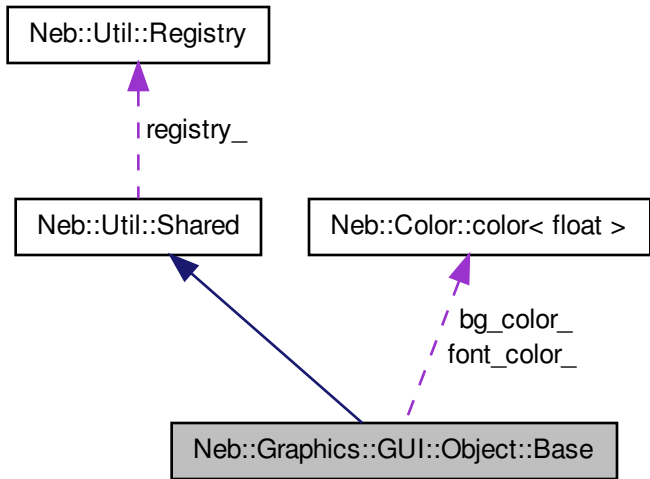 Neb::Util::Registry
registry_
Neb::Util::Shared
Neb::Color::color< float >
bg_color_
font_color_
Neb::Graphics::GUI::Object::Base